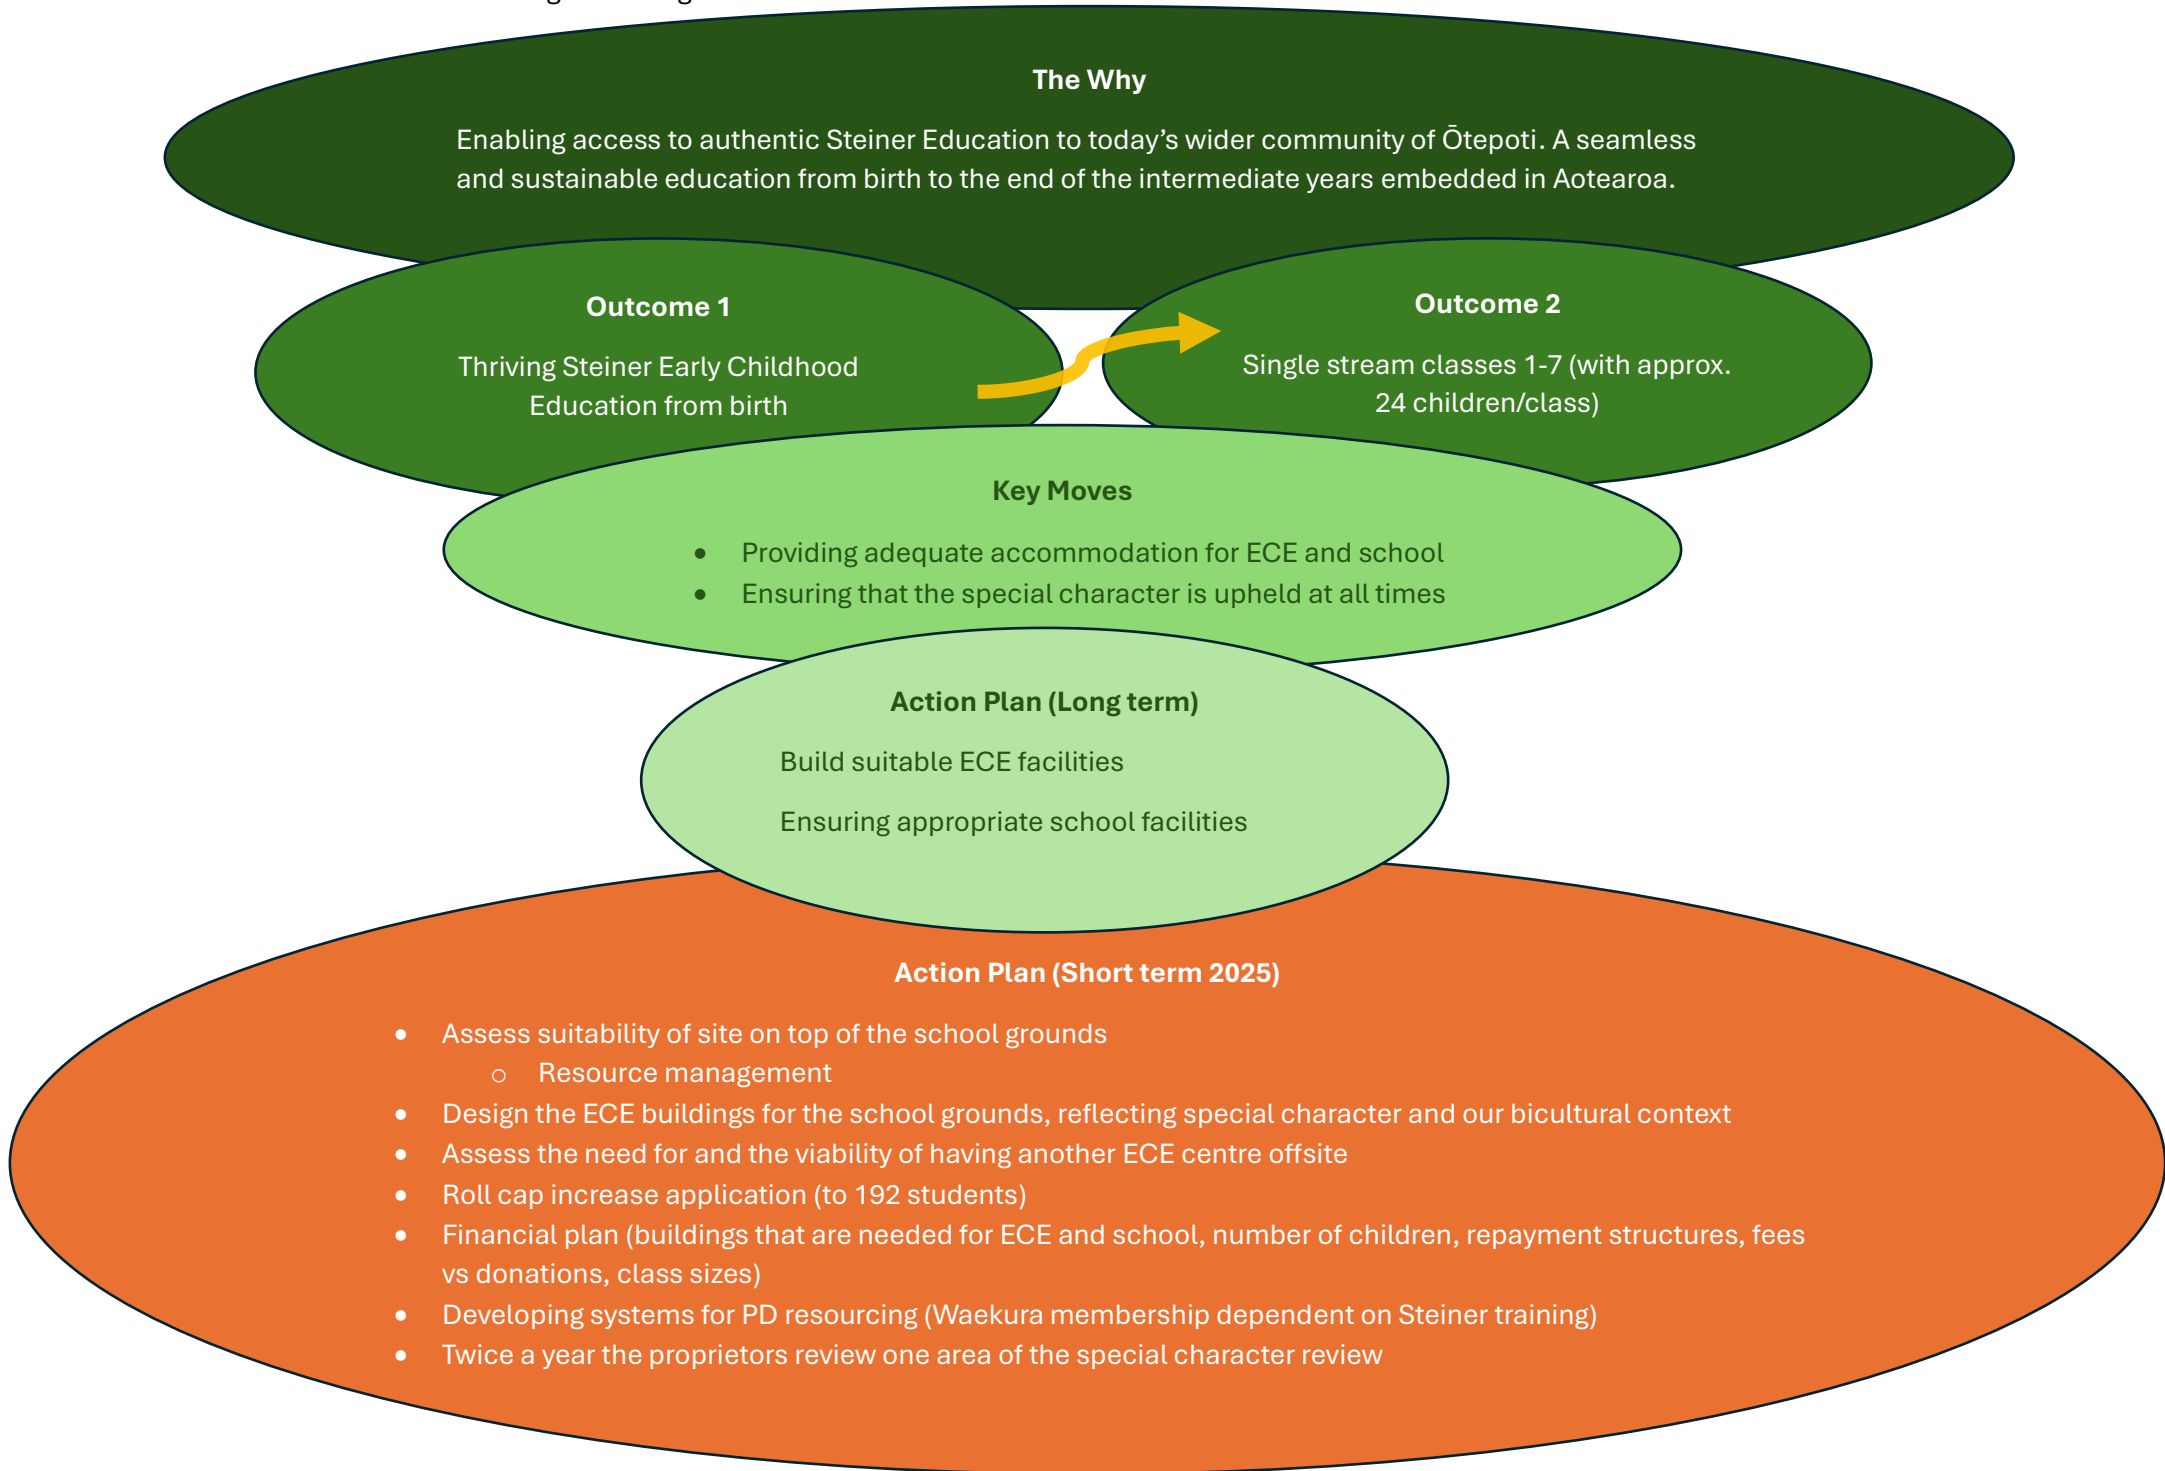 The Why
Enabling access to authentic Steiner Education to today's wider community of Ōtepoti. A seamless
and sustainable education from birth to the end of the intermediate years embedded in Aotearoa.
Outcome 1
Thriving Steiner Early Childhood
Education from birth
Outcome 2
Single stream classes 1-7 (with approx.
24 children/class)
Key Moves
• Providing adequate accommodation for ECE and school
• Ensuring that the special character is upheld at all times
Action Plan (Long term)
Build suitable ECE facilities
Ensuring appropriate school facilities
Action Plan (Short term 2025)
• Assess suitability of site on top of the school grounds
o Resource management
• Design the ECE buildings for the school grounds, reflecting special character and our bicultural context
• Assess the need for and the viability of having another ECE centre offsite
• Roll cap increase application (to 192 students)
• Financial plan (buildings that are needed for ECE and school, number of children, repayment structures, fees
vs donations, class sizes)
• Developing systems for PD resourcing (Waekura membership dependent on Steiner training)
• Twice a year the proprietors review one area of the special character review